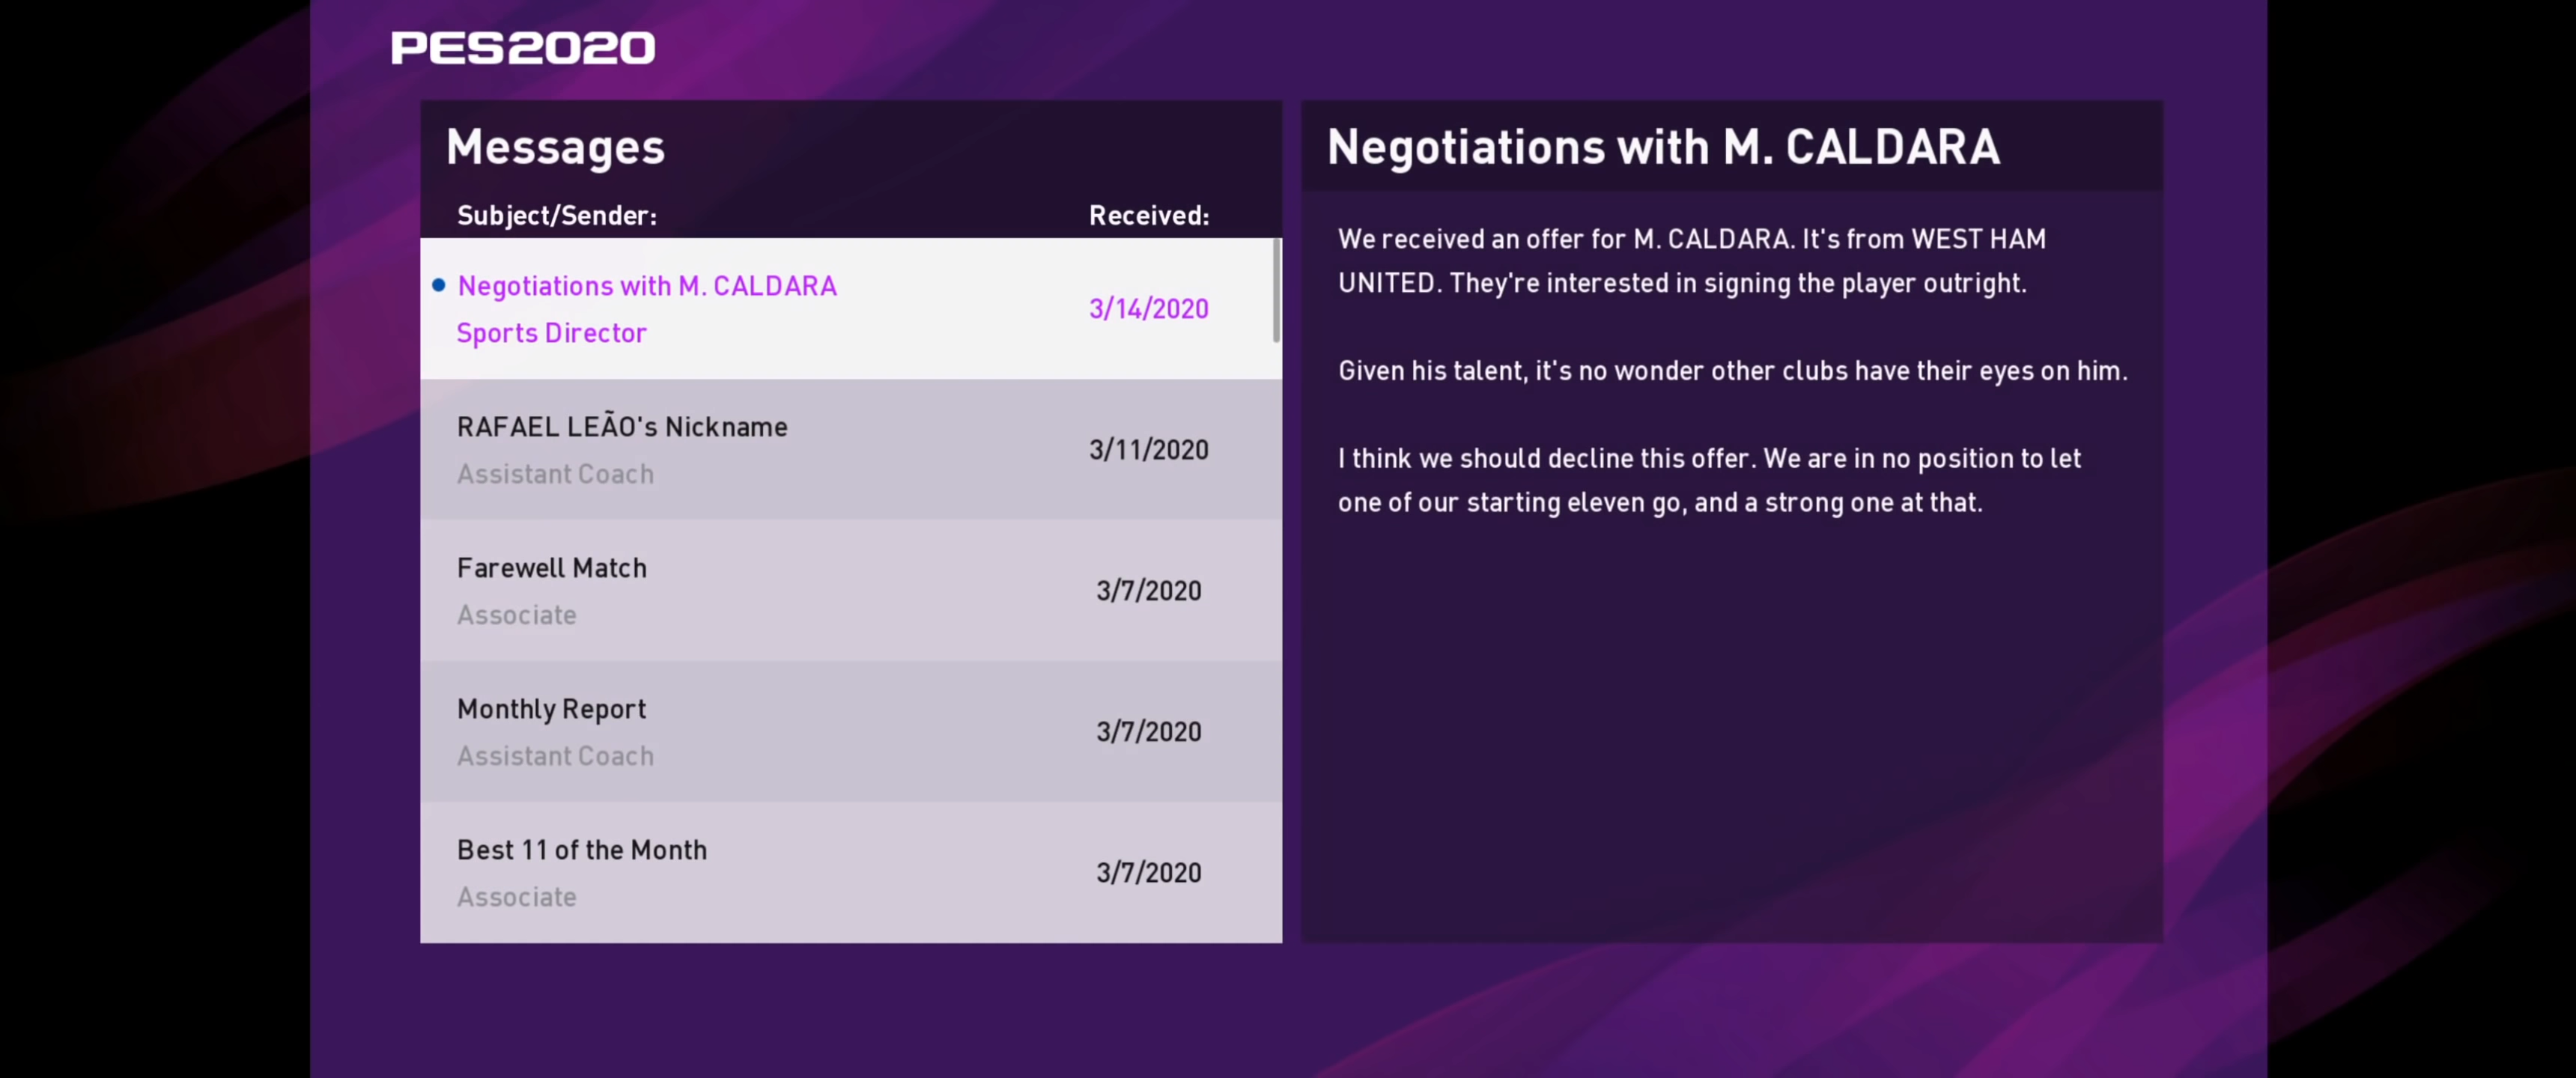 PES2020
Messages
Subject/Sender: Received:
Negotiations with M. CALDARA
Sports Director
3/14/2020
RAFAEL LEÃO's Nickname
Assistant Coach
3/11/2020
Farewell Match
Associate
3/7/2020
Monthly Report
Assistant Coach
3/7/2020
Best 11 of the Month
Associate
3/7/2020
Negotiations with M. CALDARA
We received an offer for M. CALDARA. It's from WEST HAM
UNITED. They're interested in signing the player outright.
Given his talent, it's no wonder other clubs have their eyes on him.
I think we should decline this offer. We are in no position to let
one of our starting eleven go, and a strong one at that.